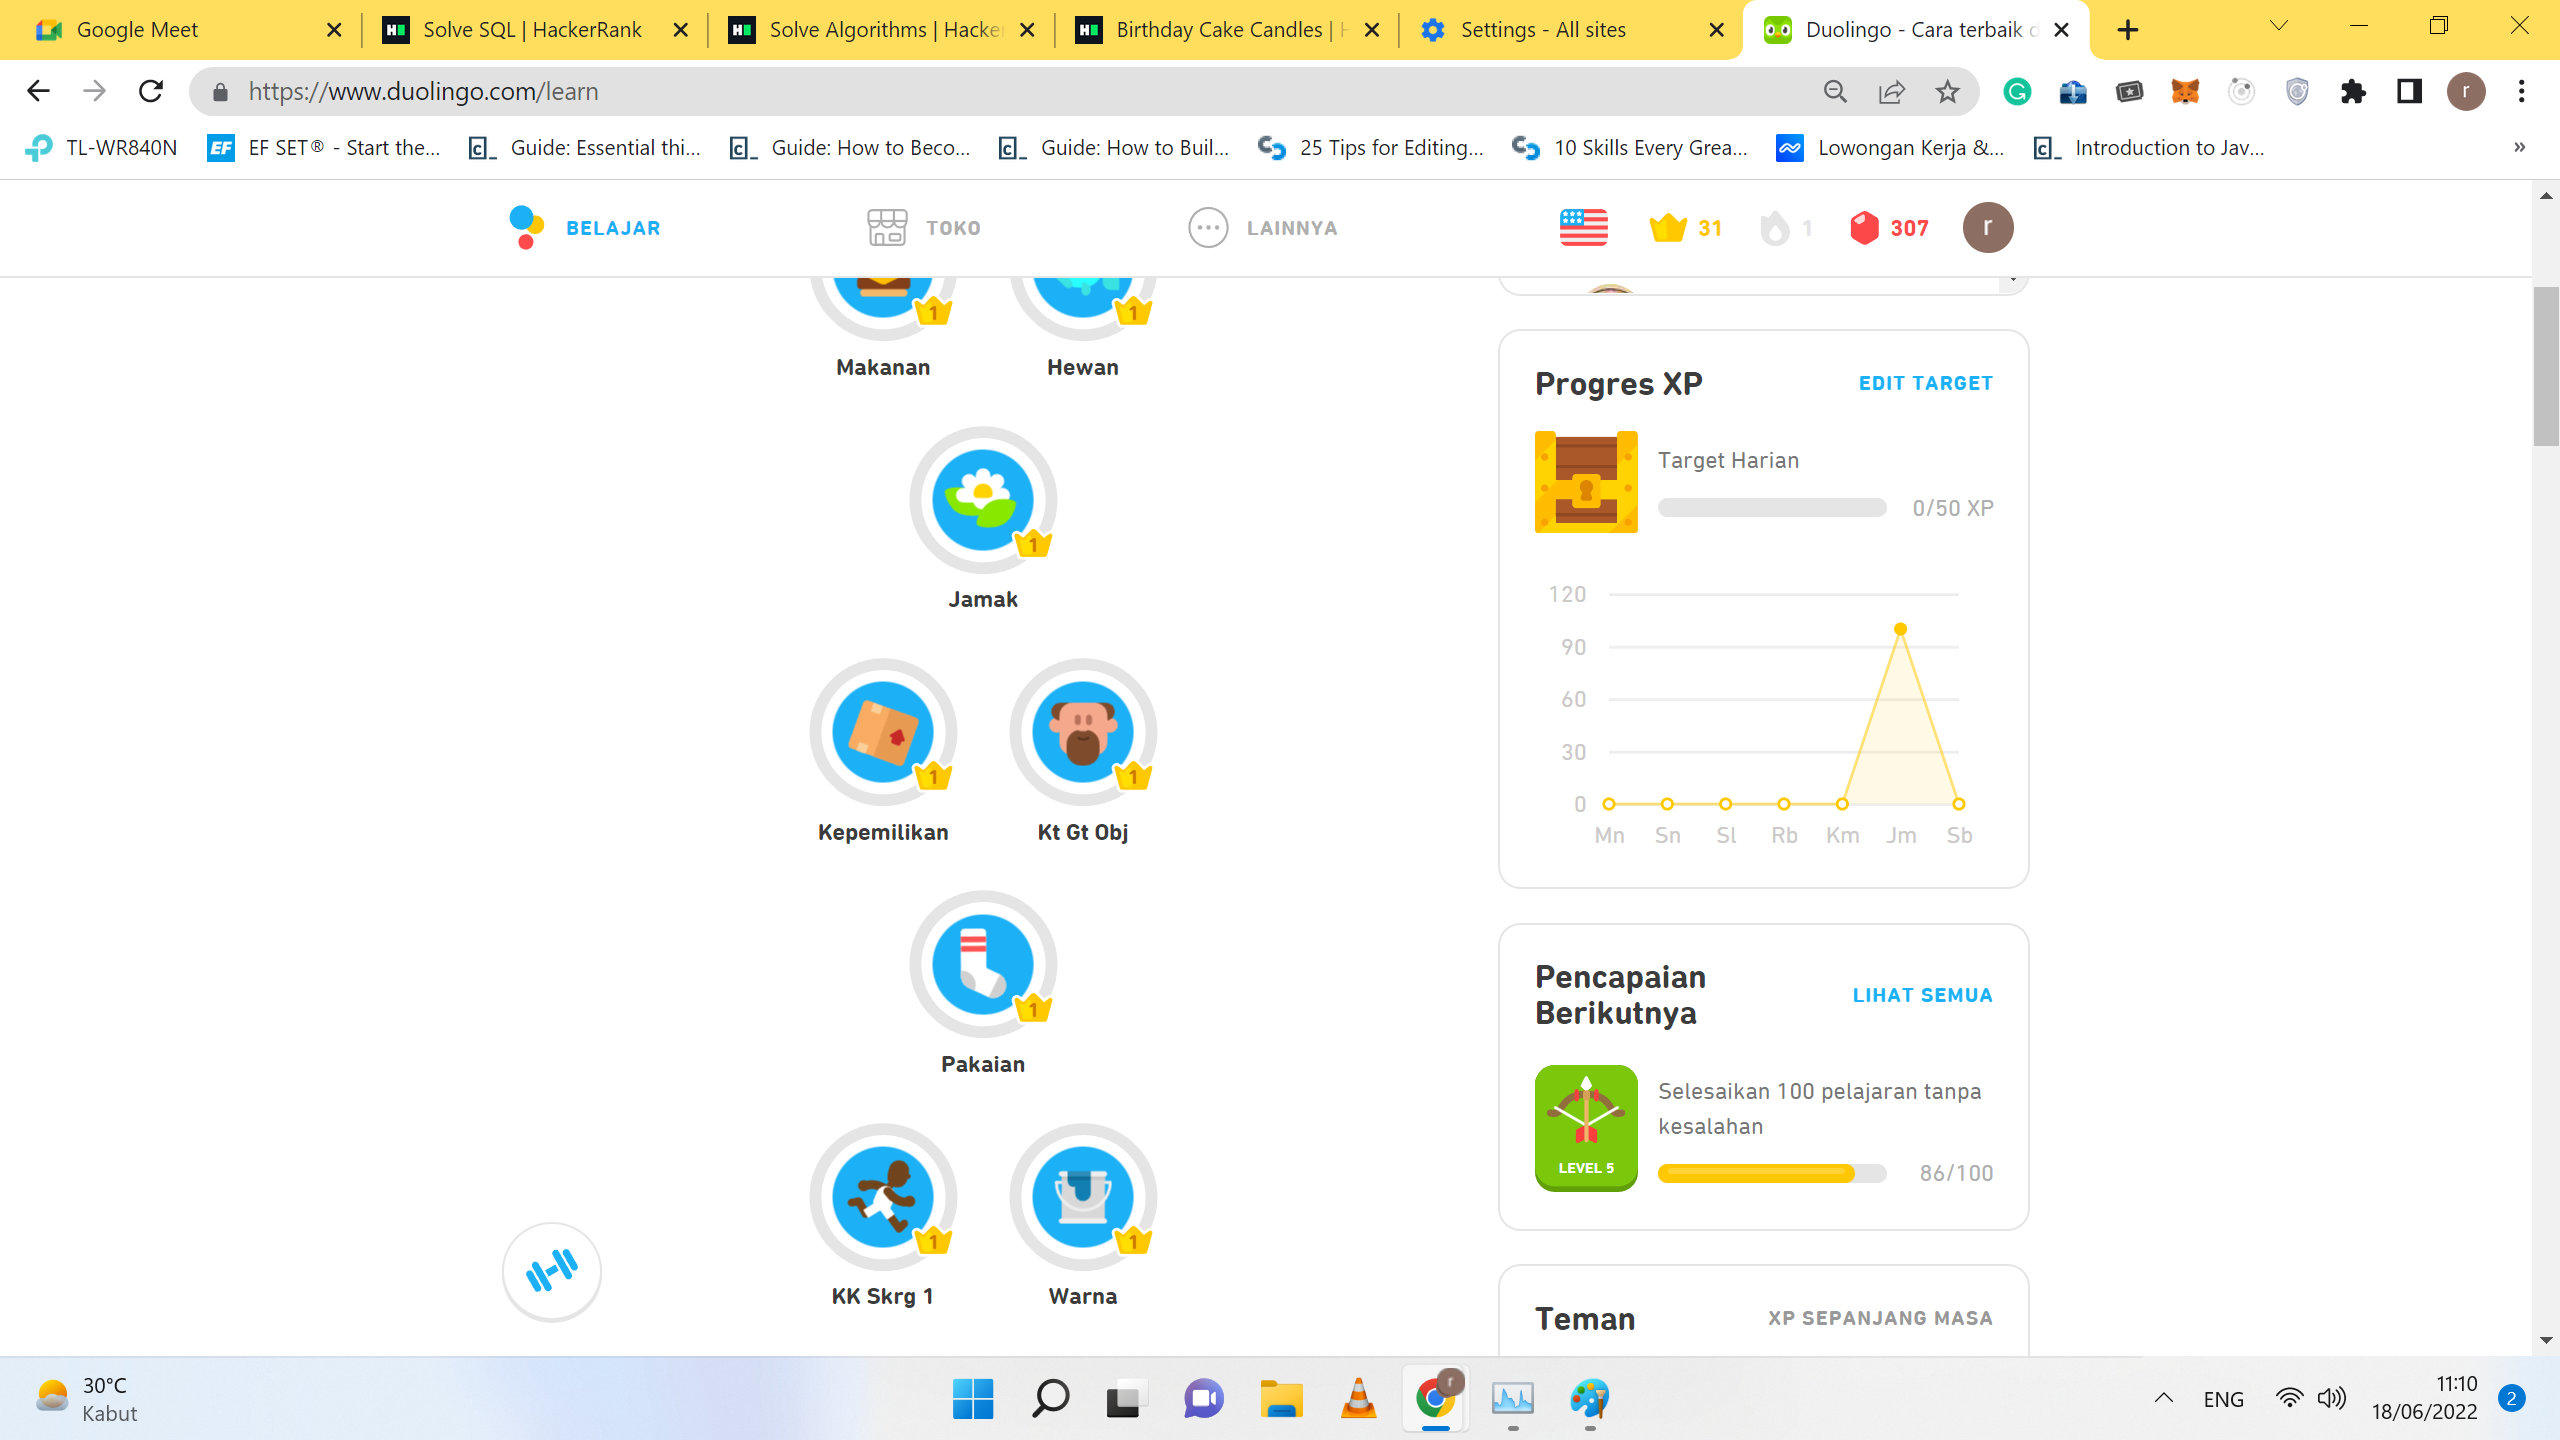 Google Meet
Solve SQL | HackerRank
Solve Algorithms | Hacker
Birthday Cake Candles | H
Settings - All sites
Duolingo - Cara terbaik d
https://www.duolingo.com/learn
r
TL-WR840N
EF SET® - Start the...
Guide: Essential thi...
Guide: How to Beco...
Guide: How to Buil...
25 Tips for Editing...
10 Skills Every Grea...
Lowongan Kerja &...
Introduction to Jav...
»
BELAJAR
TOKO
LAINNYA
31
1
307
r
1
1
Makanan
Hewan
1
Jamak
1
1
Kepemilikan
Kt Gt Obj
1
Pakaian
1
1
KK Skrg 1
Warna
Progres XP
EDIT TARGET
Target Harian
0/50 XP
120
90
60
30
0
Mn Sn Sl Rb Km Jm Sb
Pencapaian
Berikutnya
LIHAT SEMUA
Selesaikan 100 pelajaran tanpa
kesalahan
LEVEL 5
86/100
Teman
XP SEPANJANG MASA
30°C
Kabut
r
ENG
11:10
18/06/2022
2